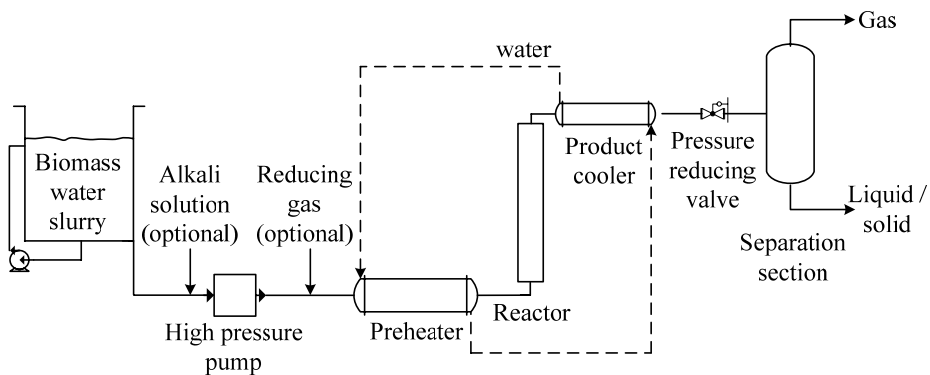 Gas
water
Biomass
water
slurry
Alkali
solution
(optional)
Reducing
gas
(optional)
Product
cooler
Pressure
reducing
valve
Liquid /
solid
Separation
section
High pressure
pump
Preheater
Reactor